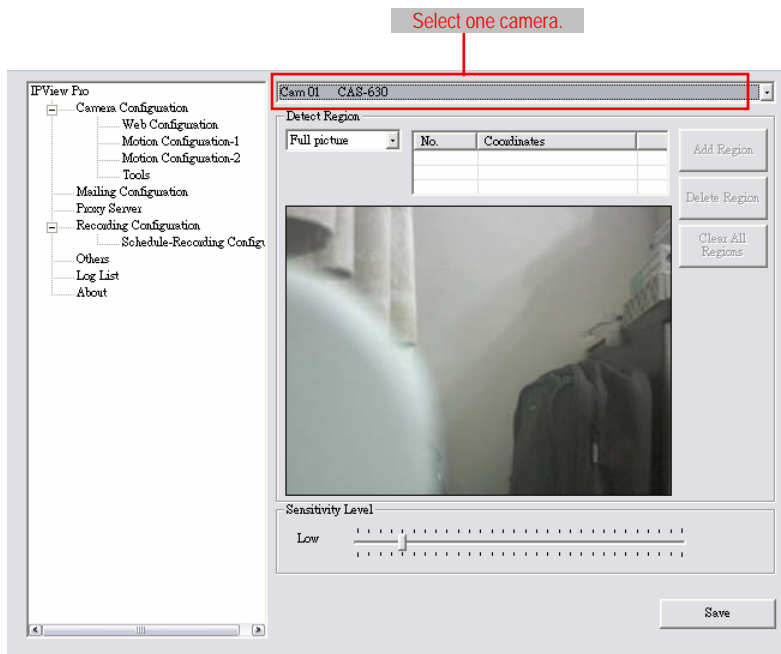 Select one camera.
IPView Pro
Camera Configuration
Web Configuration
Motion Configuration-1
Motion Configuration-2
Tools
Mailing Configuration
Proxy Server
Recording Configuration
Schedule-Recording Configu
Others
Log List
About
Cam 01 CAS-630
Detect Region
Full picture
No. Coordinates
Add Region
Delete Region
Clear All
Regions
Sensitivity Level
Low
Save